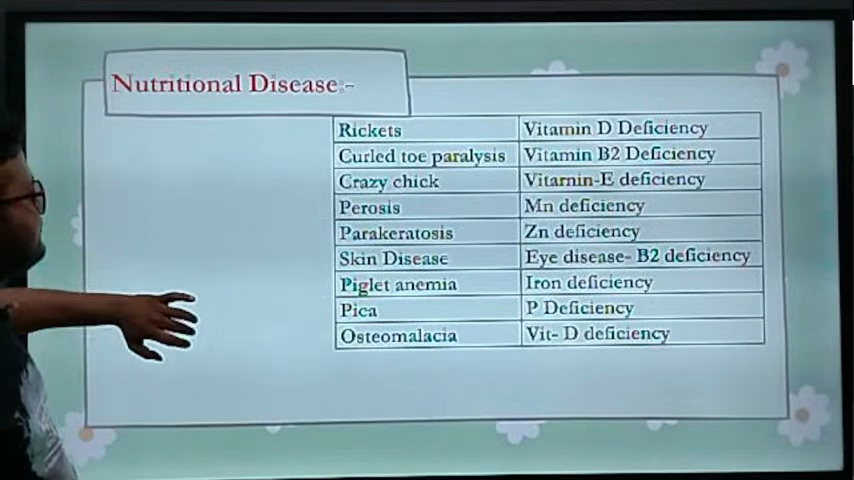 Nutritional Disease:-
Rickets Vitamin D Deficiency
Curled toe paralysis Vitamin B2 Deficiency
Crazy chick Vitamin-E deficiency
Perosis Mn deficiency
Parakeratosis Zn deficiency
Skin Disease Eye disease- B2 deficiency
Piglet anemia Iron deficiency
Pica P Deficiency
Osteomalacia Vit- D deficiency